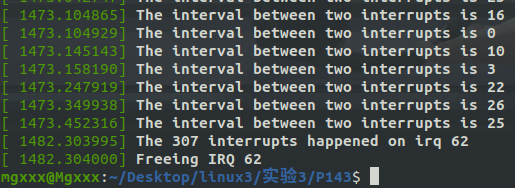 [ 1473.104865] The interval between two interrupts is 16
[ 1473.104929] The interval between two interrupts is 0
[ 1473.145143] The interval between two interrupts is 10
[ 1473.158190] The interval between two interrupts is 3
[ 1473.247919] The interval between two interrupts is 22
[ 1473.349938] The interval between two interrupts is 26
[ 1473.452316] The interval between two interrupts is 25
[ 1482.303995] The 307 interrupts happened on irq 62
[ 1482.304000] Freeing IRQ 62
mgxxx@Mgxxx:~/Desktop/linux3/实验3/P143$